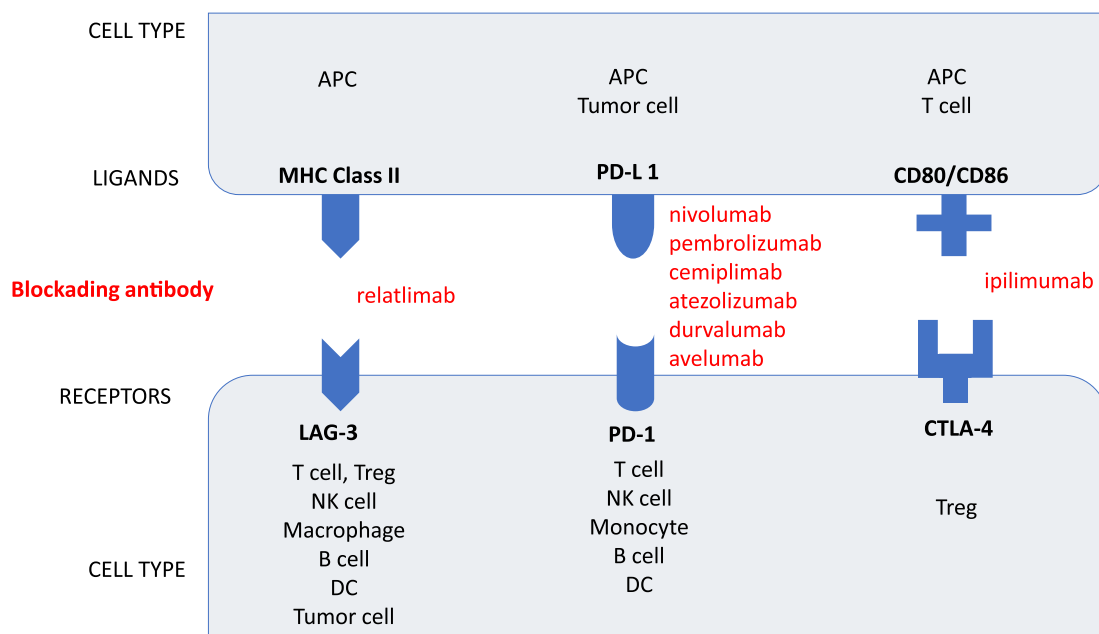 CELL TYPE
APC
APC
Tumor cell
APC
T cell
LIGANDS
MHC Class II
PD-L 1
CD80/CD86
Blockading antibody
relatlimab
nivolumab
pembrolizumab
cemiplimab
atezolizumab
durvalumab
avelumab
ipilimumab
RECEPTORS
LAG-3
PD-1
CTLA-4
CELL TYPE
T cell, Treg
NK cell
Macrophage
B cell
DC
Tumor cell
T cell
NK cell
Monocyte
B cell
DC
Treg